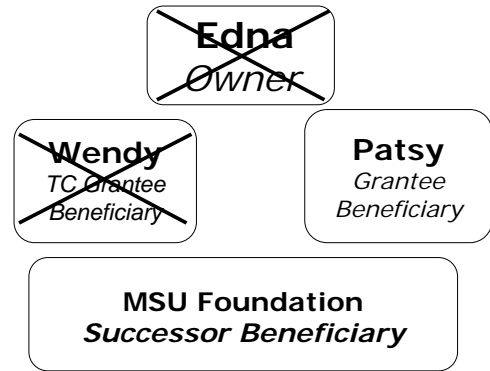 Edna
Owner
Wendy
TC Grantee
Beneficiary
Patsy
Grantee
Beneficiary
MSU Foundation
Successor Beneficiary